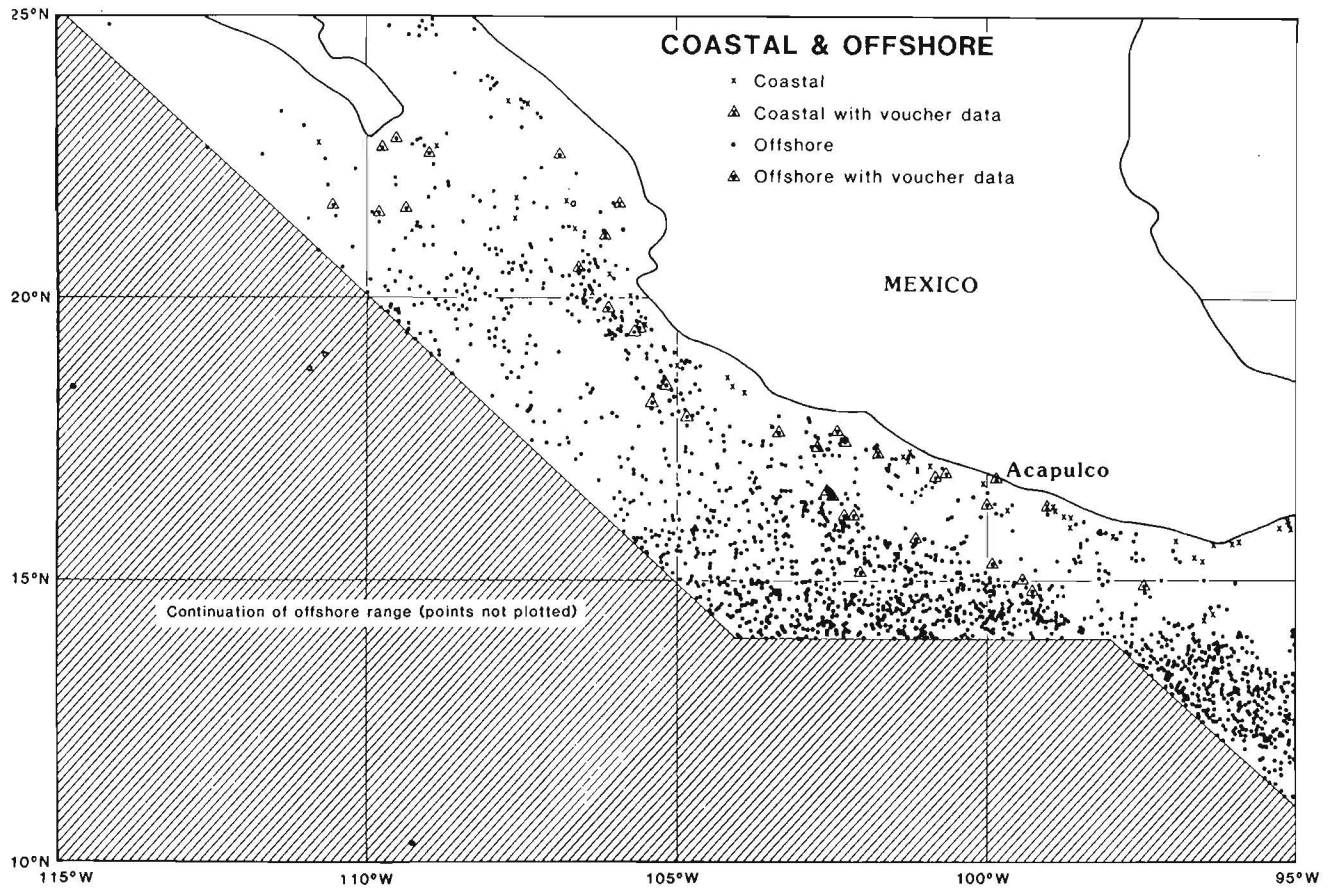 25°N
COASTAL & OFFSHORE
x Coastal
Coastal with voucher data
• Offshore
Offshore with voucher data
MEXICO
20°N
Acapulco
15°N
Continuation of offshore range (points not plotted)
10°N
115°W
110°W
105°W
100°W
95°W